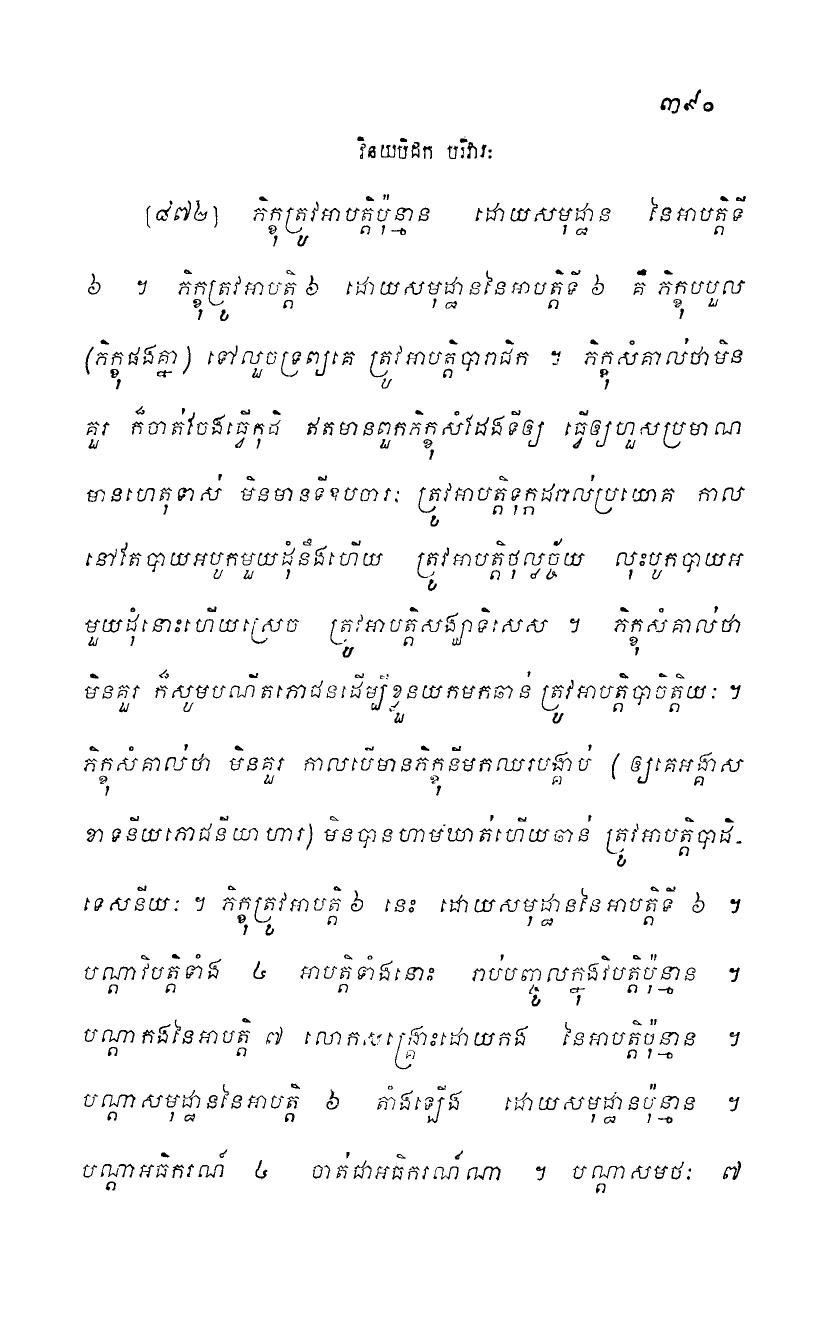 ៣៩០
វិនយបិដក បរិវារៈ
[៨៧២] ភិក្ខុត្រូវអាបត្តិប៉ុន្មាន ដោយសមុដ្ឋាន នៃអាបត្តិទី
៦ ។ ភិក្ខុត្រូវអាបត្តិ ៦ ដោយសមុដ្ឋាននៃអាបត្តិទី ៦ គឺ ភិក្ខុបបួល
(ភិក្ខុផងគ្នា) ទៅលួចទ្រព្យគេ ត្រូវអាបត្តិបារាជិក ។ ភិក្ខុសំគាល់ថាមិន
គួរ ក៏ចាត់ចែងធ្វើកុដិ ឥតមានពួកភិក្ខុសំដែងទីឲ្យ ធ្វើឲ្យហួសប្រមាណ
មានហេតុទាស់ មិនមានទីឧបចារៈ ត្រូវអាបត្តិទុក្កដរាល់ប្រយោគ កាល
នៅតែបាយអបូកមួយដុំនឹងហើយ ត្រូវអាបត្តិថុល្លច្ច័យ លុះបូកបាយអ
មួយដុំនោះហើយស្រេច ត្រូវអាបត្តិសង្ឃាទិសេស ។ ភិក្ខុសំគាល់ថា
មិនគួរ ក៏សូមបណីតភោជនដើម្បីខ្លួនយកមកឆាន់ ត្រូវអាបត្តិបាចិត្តិយៈ ។
ភិក្ខុសំគាល់ថា មិនគួរ កាលបើមានភិក្ខុនីមកឈរបង្គាប់ (ឲ្យគេអង្គាស
ខាទនីយភោជនីយាហារ) មិនបានហាមឃាត់ហើយឆាន់ ត្រូវអាបត្តិបាដិ-
ទេសនីយៈ ។ ភិក្ខុត្រូវអាបត្តិ ៦ នេះ ដោយសមុដ្ឋាននៃអាបត្តិទី ៦ ។
បណ្តាវិបត្តិទាំង ៤ អាបត្តិទាំងនោះ រាប់បញ្ចូលក្នុងវិបត្តិប៉ុន្មាន ។
បណ្តាកងនៃអាបត្តិ ៧ លោកសង្គ្រោះដោយកង នៃអាបត្តិប៉ុន្មាន ។
បណ្តាសមុដ្ឋាននៃអាបត្តិ ៦ តាំងឡើង ដោយសមុដ្ឋានប៉ុន្មាន ។
បណ្តាអធិករណ៍ ៤ ចាត់ជាអធិករណ៍ណា ។ បណ្តាសមថៈ ៧